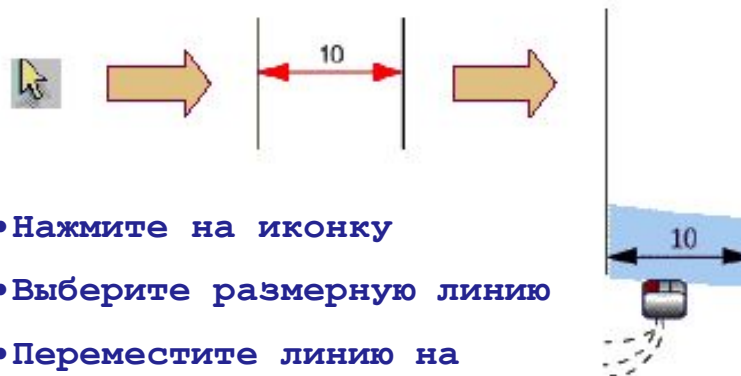 10
10
•Нажмите на иконку
•Выберите размерную линию
•Переместите линию на